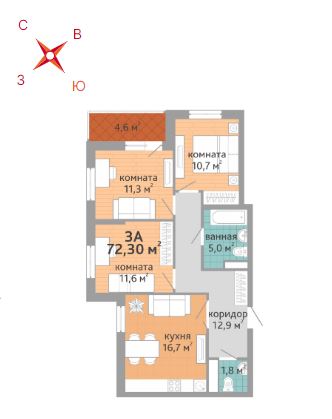 С
В
З
Ю
4,6 м²
комната
10,7 м²
комната
11,3 м²
ванная
5,0 м²
3А
72,30 м²
комната
11,6 м²
коридор
12,9 м²
кухня
16,7 м²
1,8 м²